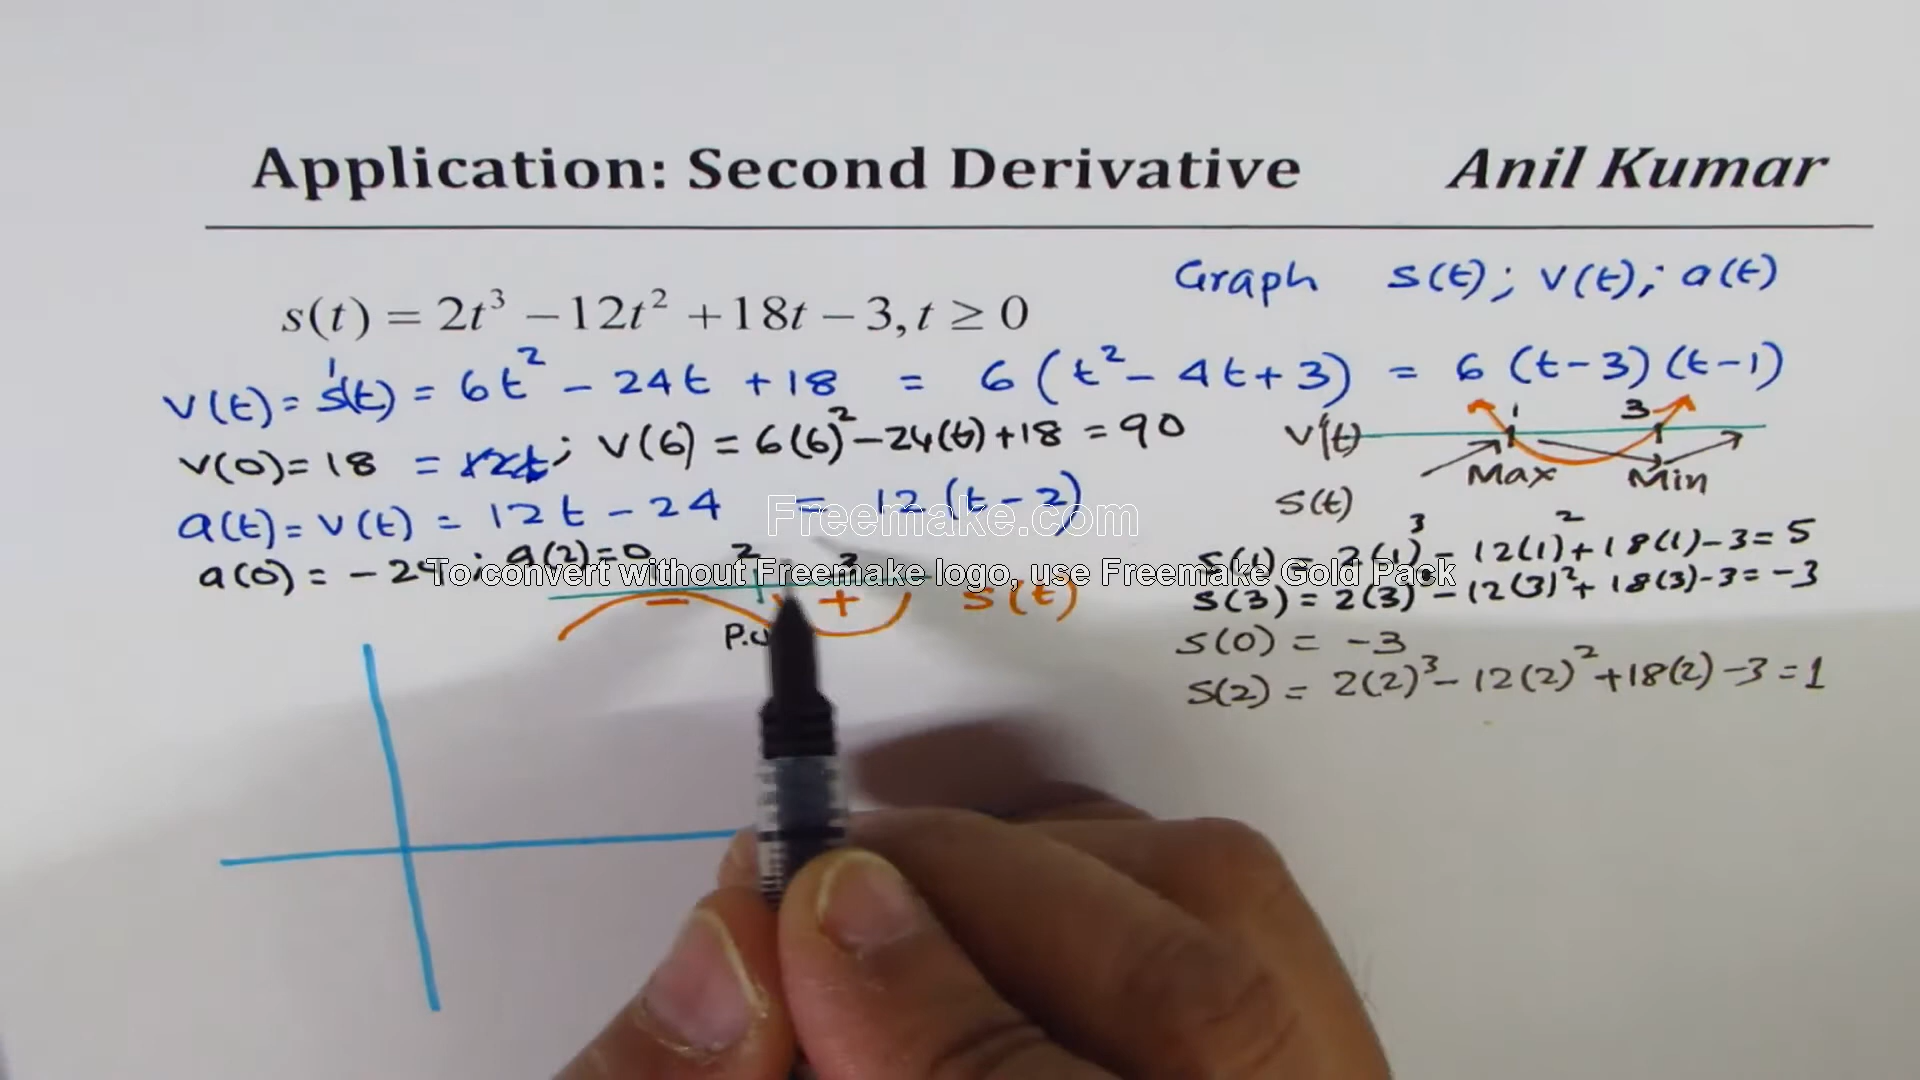 Application: Second Derivative Anil Kumar
Graph s(t); v(t); a(t)
s(t) = 2t³ − 12t² + 18t − 3, t ≥ 0
v(t) = s'(t) = 6t² − 24t + 18 = 6(t² − 4t + 3) = 6(t−3)(t−1)
1 3
v(0) = 18 = ; v(6) = 6(6)² − 24(6) + 18 = 90
v'(t)
Max Min
s(t)
a(t) = v(t) = 12t − 24 = 12(t−2)
Freemake.com
a(0) = −24 ; a(2) = 0 2
To convert without Freemake logo, use Freemake Gold Pack
− + s(t)
s(1) = 2(1)³ − 12(1)² + 18(1) − 3 = 5
s(3) = 2(3)³ − 12(3)² + 18(3) − 3 = −3
P.
s(0) = −3
s(2) = 2(2)³ − 12(2)² + 18(2) − 3 = 1